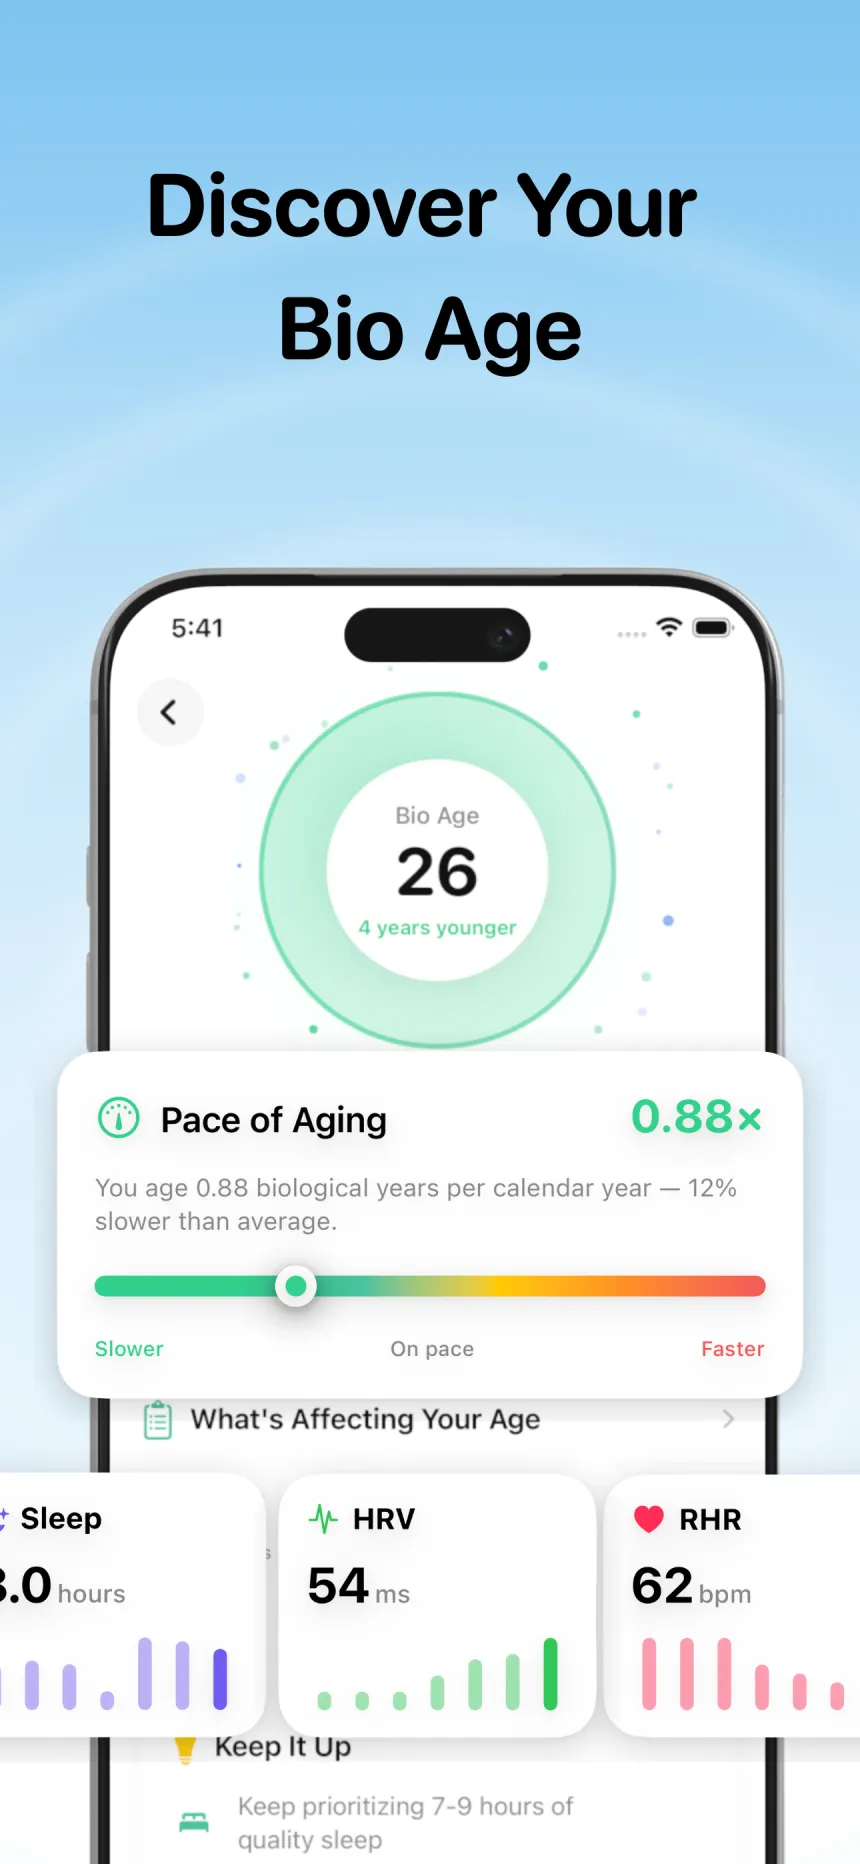 Discover Your
Bio Age
5:41
Bio Age
26
4 years younger
Pace of Aging
0.88×
You age 0.88 biological years per calendar year — 12%
slower than average.
Slower
On pace
Faster
What's Affecting Your Age
Sleep
.0 hours
HRV
54 ms
RHR
62 bpm
Keep It Up
Keep prioritizing 7-9 hours of
quality sleep